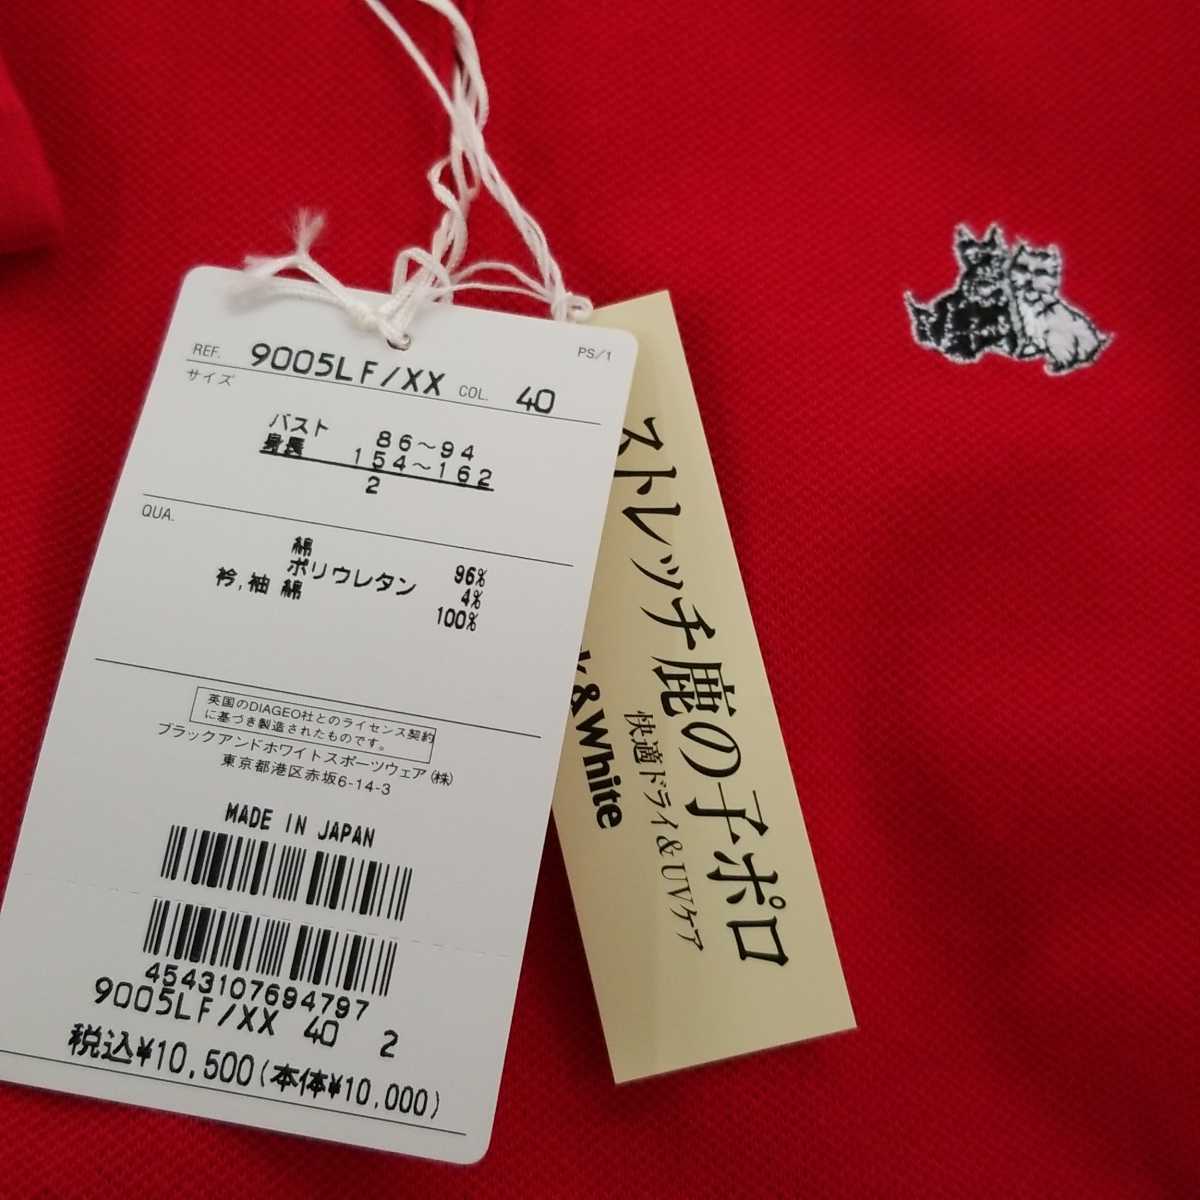 REF. 9005LF/XX COL. 40 PS/1
サイズ
バスト 86~94
身長 154~162
2
QUA.
綿 96%
ポリウレタン 4%
衿,袖 綿 100%
英国のDIAGEO社とのライセンス契約
に基づき製造されたものです。
ブラックアンドホワイトスポーツウェア(株)
東京都港区赤坂6-14-3
MADE IN JAPAN
4543107694797
9005LF/XX 40 2
税込¥10,500(本体¥10,000)
ストレッチ鹿の子ポロ
快適ドライ&UVケア
&White